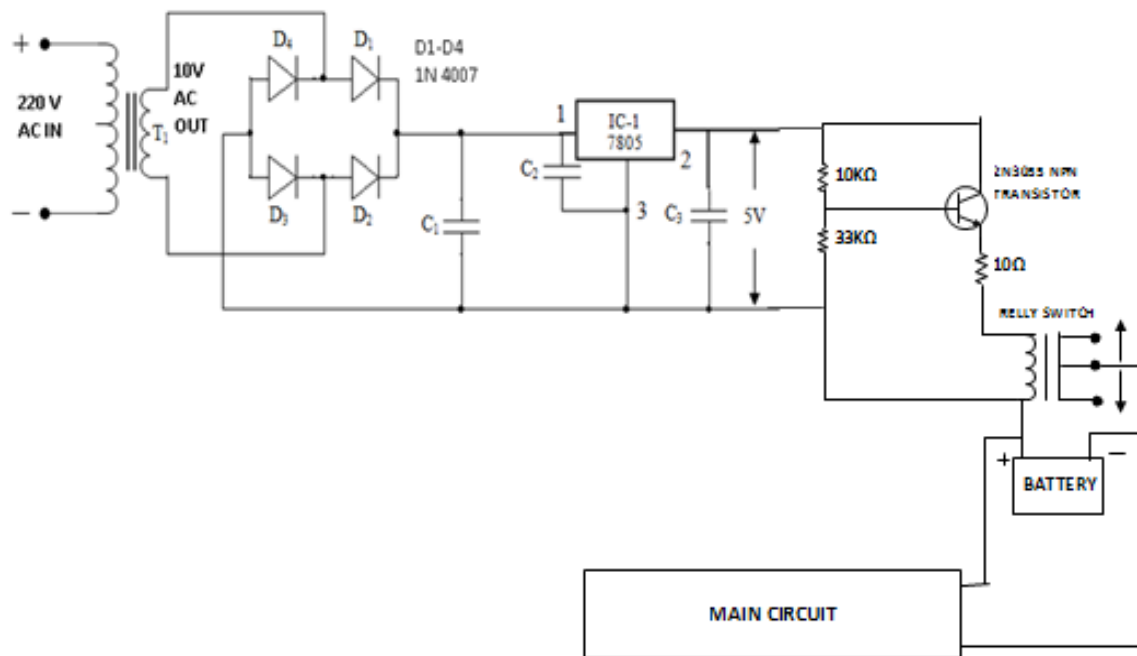 +
220 V
AC IN
−
10V
AC
OUT
T1
D4
D1
D3
D2
D1-D4
1N 4007
C1
1
IC-1
7805
2
C2
3
C3
5V
10KΩ
33KΩ
2N3055 NPN
TRANSISTOR
10Ω
RELLY SWITCH
+
−
BATTERY
MAIN CIRCUIT